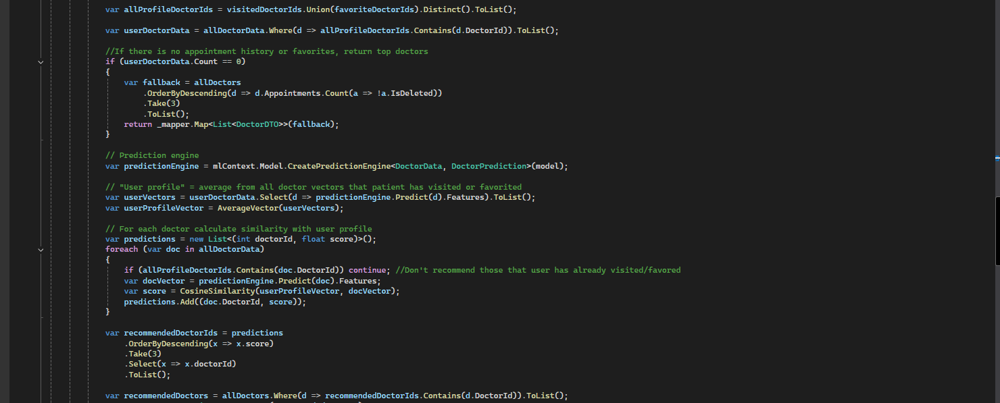 var allProfileDoctorIds = visitedDoctorIds.Union(favoriteDoctorIds).Distinct().ToList();
var userDoctorData = allDoctorData.Where(d => allProfileDoctorIds.Contains(d.DoctorId)).ToList();
//If there is no appointment history or favorites, return top doctors
if (userDoctorData.Count == 0)
{
var fallback = allDoctors
.OrderByDescending(d => d.Appointments.Count(a => !a.IsDeleted))
.Take(3)
.ToList();
return _mapper.Map<List<DoctorDTO>>(fallback);
}
// Prediction engine
var predictionEngine = mlContext.Model.CreatePredictionEngine<DoctorData, DoctorPrediction>(model);
// "User profile" = average from all doctor vectors that patient has visited or favorited
var userVectors = userDoctorData.Select(d => predictionEngine.Predict(d).Features).ToList();
var userProfileVector = AverageVector(userVectors);
// For each doctor calculate similarity with user profile
var predictions = new List<(int doctorId, float score)>();
foreach (var doc in allDoctorData)
{
if (allProfileDoctorIds.Contains(doc.DoctorId)) continue; //Don't recommend those that user has already visited/favored
var docVector = predictionEngine.Predict(doc).Features;
var score = CosineSimilarity(userProfileVector, docVector);
predictions.Add((doc.DoctorId, score));
}
var recommendedDoctorIds = predictions
.OrderByDescending(x => x.score)
.Take(3)
.Select(x => x.doctorId)
.ToList();
var recommendedDoctors = allDoctors.Where(d => recommendedDoctorIds.Contains(d.DoctorId)).ToList();